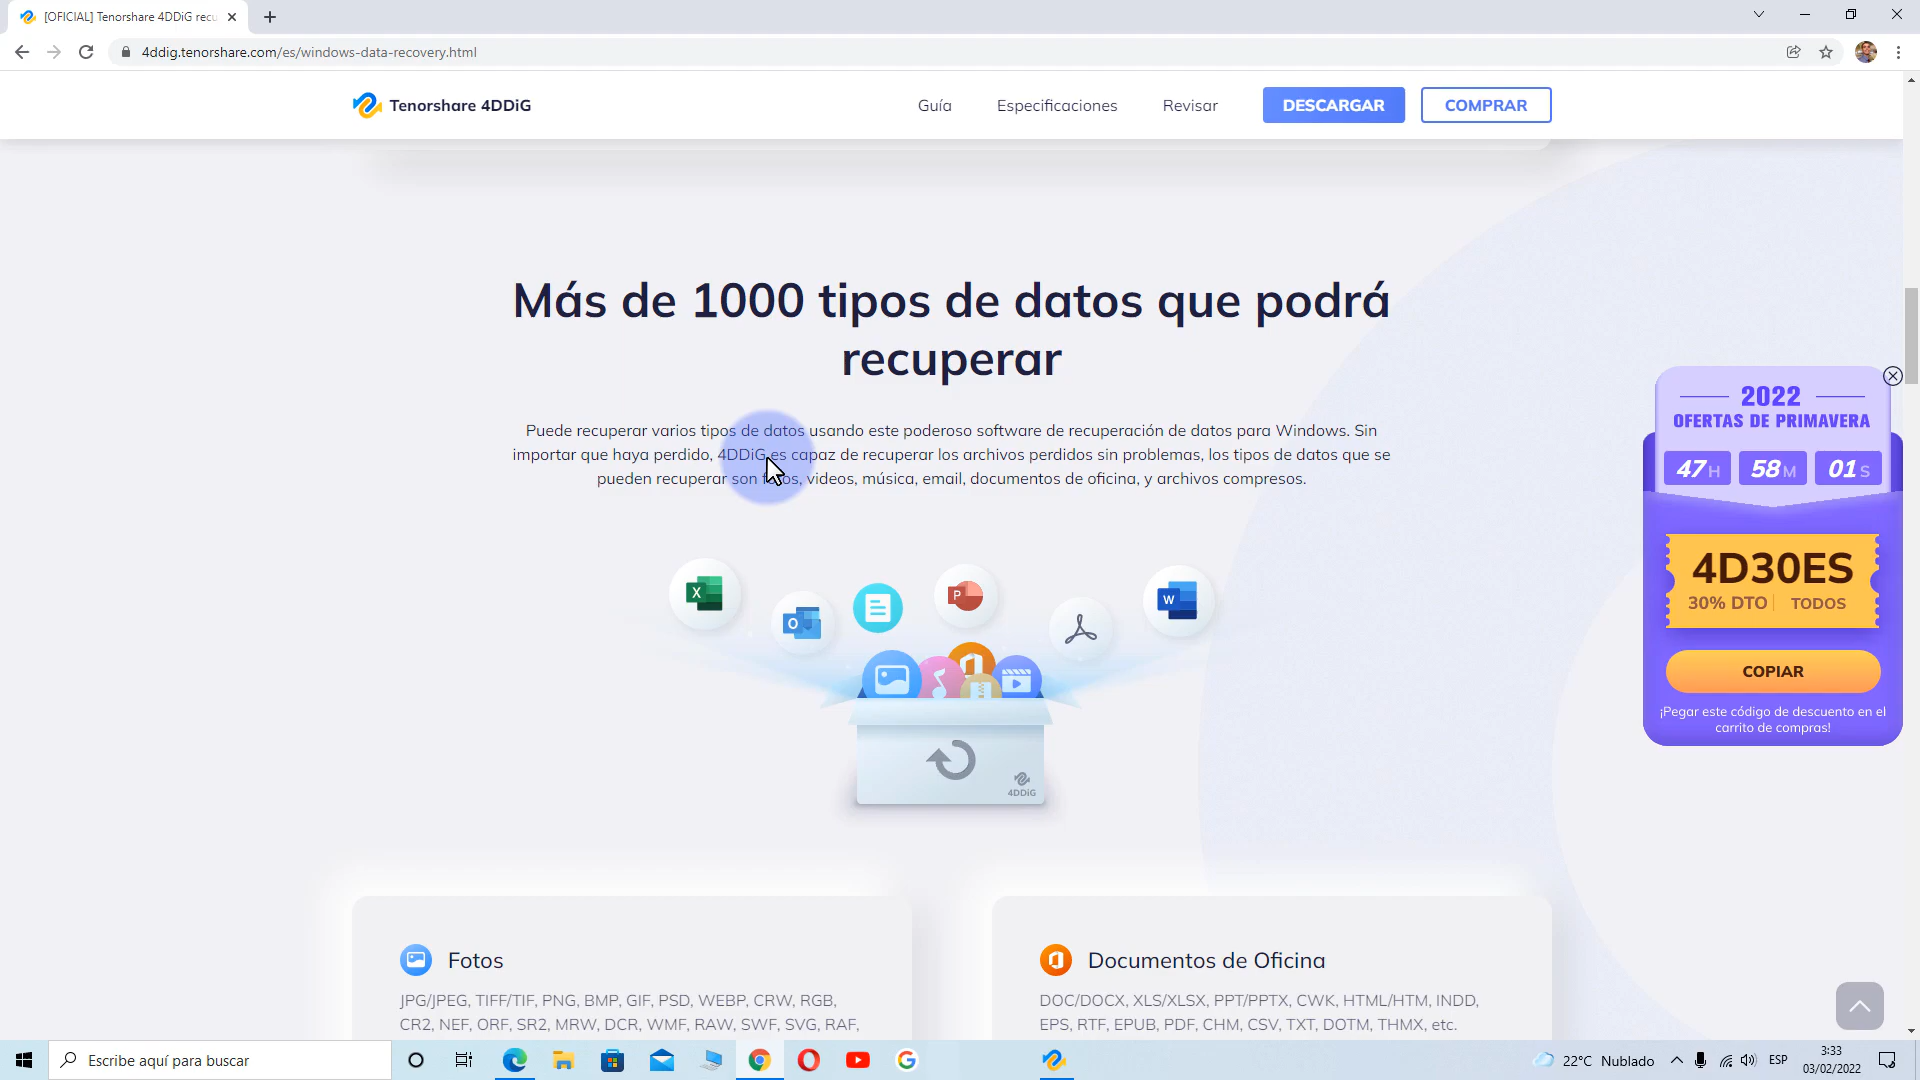 [OFICIAL] Tenorshare 4DDiG recu
4ddig.tenorshare.com/es/windows-data-recovery.html
Tenorshare 4DDiG
Guía
Especificaciones
Revisar
DESCARGAR
COMPRAR
Más de 1000 tipos de datos que podrá
recuperar
Puede recuperar varios tipos de datos usando este poderoso software de recuperación de datos para Windows. Sin
importar que haya perdido, 4DDiG es capaz de recuperar los archivos perdidos sin problemas, los tipos de datos que se
pueden recuperar son fotos, videos, música, email, documentos de oficina, y archivos compresos.
2022
OFERTAS DE PRIMAVERA
47 H 58 M 01 S
4D30ES
30% DTO TODOS
COPIAR
¡Pegar este código de descuento en el
carrito de compras!
X
O
P
W
4DDiG
Fotos
JPG/JPEG, TIFF/TIF, PNG, BMP, GIF, PSD, WEBP, CRW, RGB,
CR2, NEF, ORF, SR2, MRW, DCR, WMF, RAW, SWF, SVG, RAF,
Documentos de Oficina
DOC/DOCX, XLS/XLSX, PPT/PPTX, CWK, HTML/HTM, INDD,
EPS, RTF, EPUB, PDF, CHM, CSV, TXT, DOTM, THMX, etc.
Escribe aquí para buscar
22°C Nublado
ESP
3:33
03/02/2022